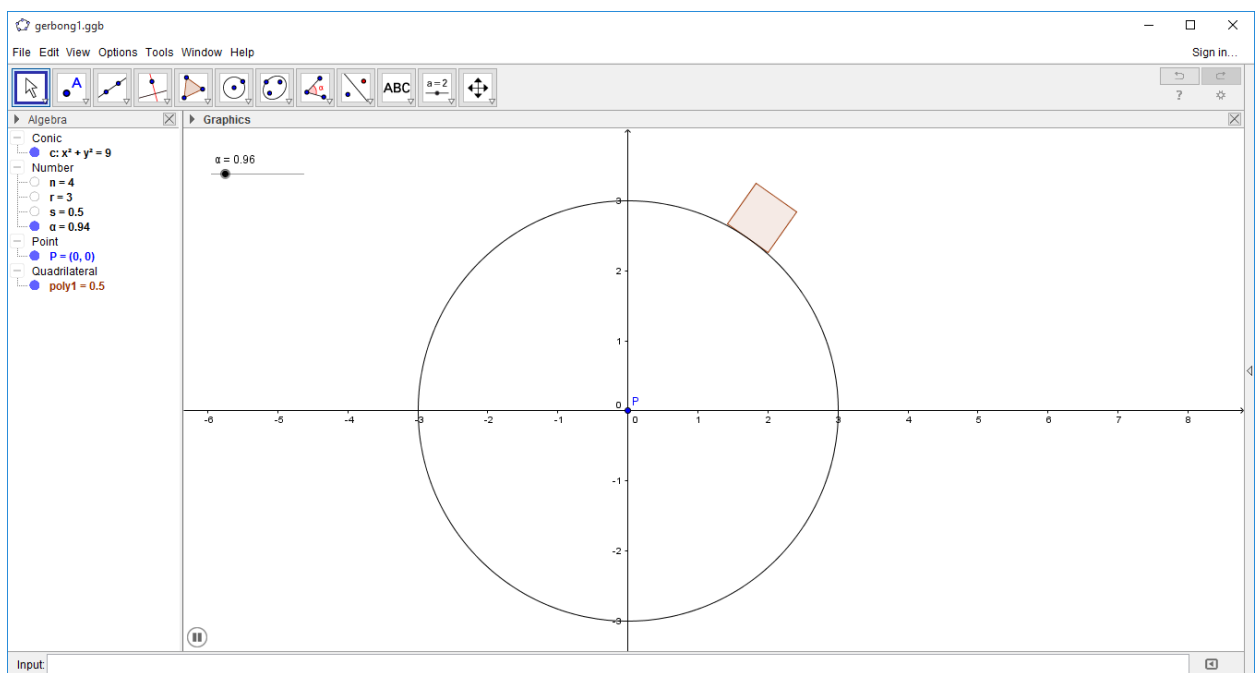 gerbong1.ggb
File Edit View Options Tools Window Help
Sign in...
A
α
ABC
a = 2
?
Algebra
Graphics
Conic
c: x² + y² = 9
Number
n = 4
r = 3
s = 0.5
α = 0.94
Point
P = (0, 0)
Quadrilateral
poly1 = 0.5
α = 0.96
3
2
1
0
P
-6 -5 -4 -3 -2 -1 0 1 2 3 4 5 6 7 8
-1
-2
-3
Input: